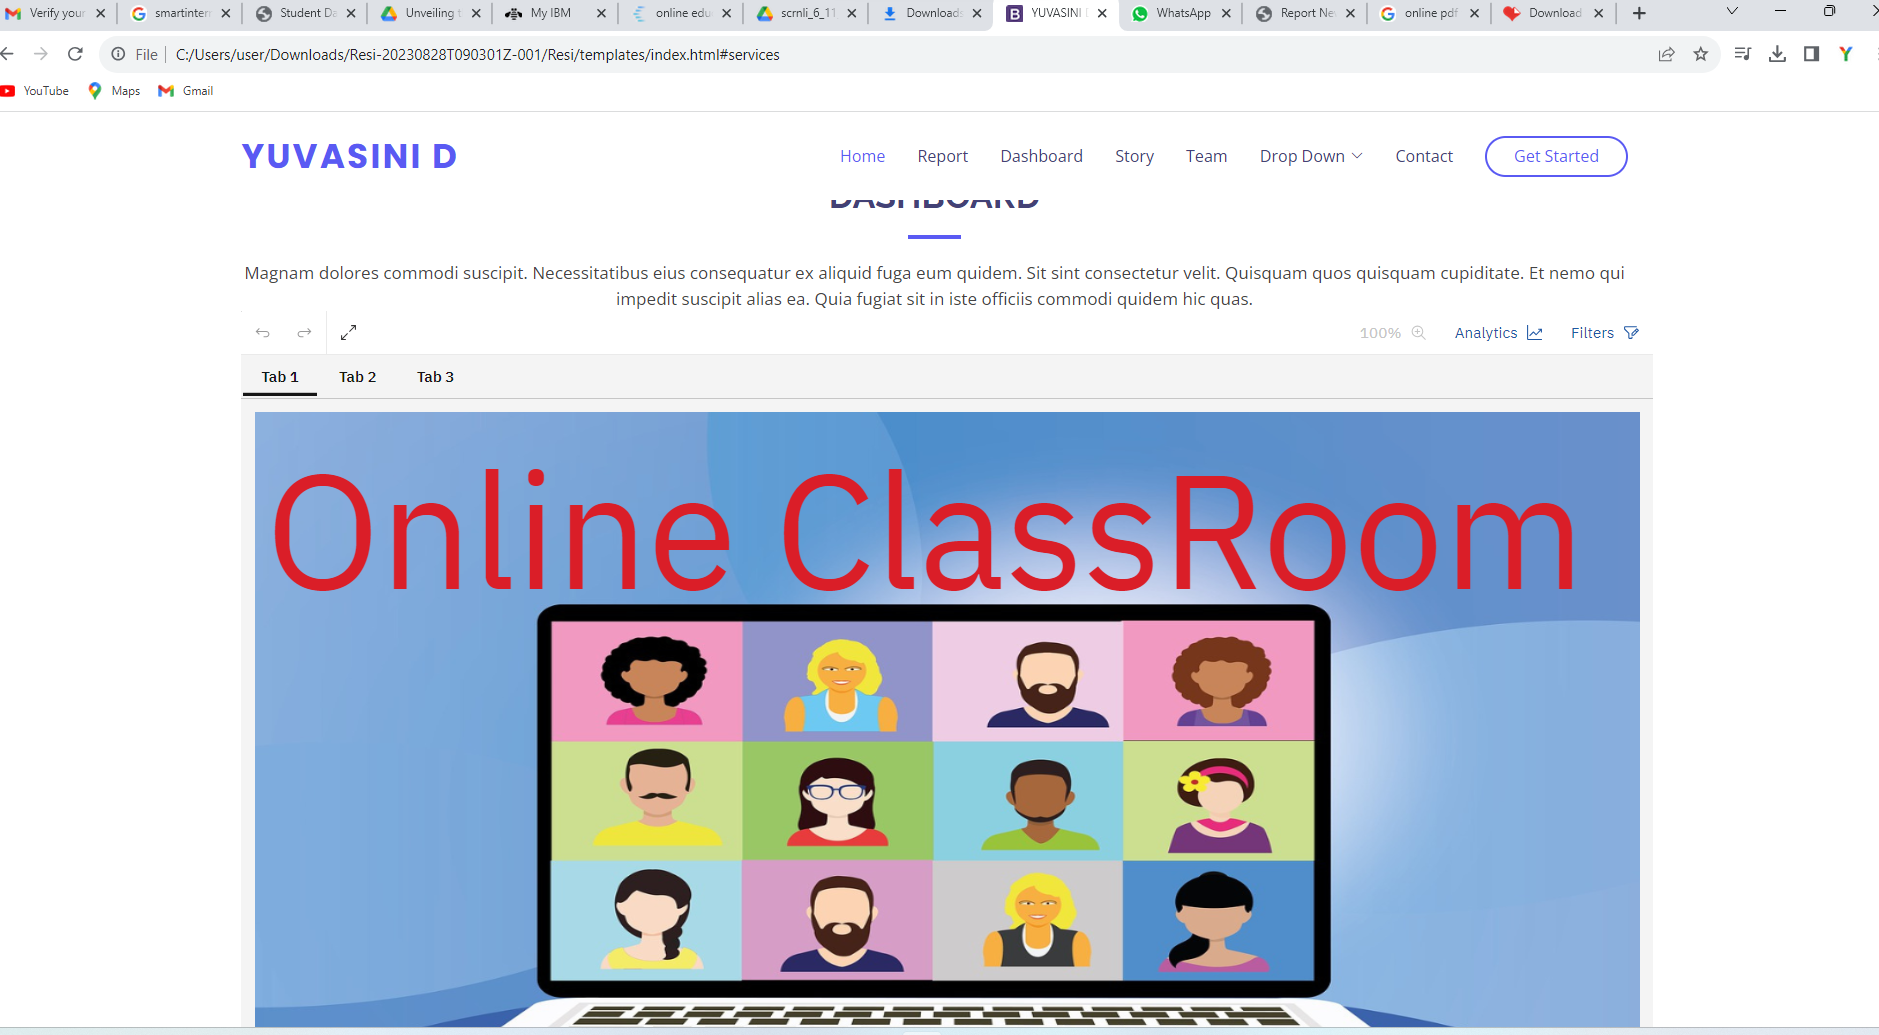 Verify your
smartintern
Student Da
Unveiling t
My IBM
online edu
scrnli_6_11
Downloads
YUVASINI D
WhatsApp
Report Ne
online pdf
Download
File
C:/Users/user/Downloads/Resi-20230828T090301Z-001/Resi/templates/index.html#services
YouTube Maps Gmail
YUVASINI D
Home Report Dashboard Story Team Drop Down Contact Get Started
DASHBOARD
Magnam dolores commodi suscipit. Necessitatibus eius consequatur ex aliquid fuga eum quidem. Sit sint consectetur velit. Quisquam quos quisquam cupiditate. Et nemo qui
impedit suscipit alias ea. Quia fugiat sit in iste officiis commodi quidem hic quas.
100% Analytics Filters
Tab 1 Tab 2 Tab 3
Online ClassRoom